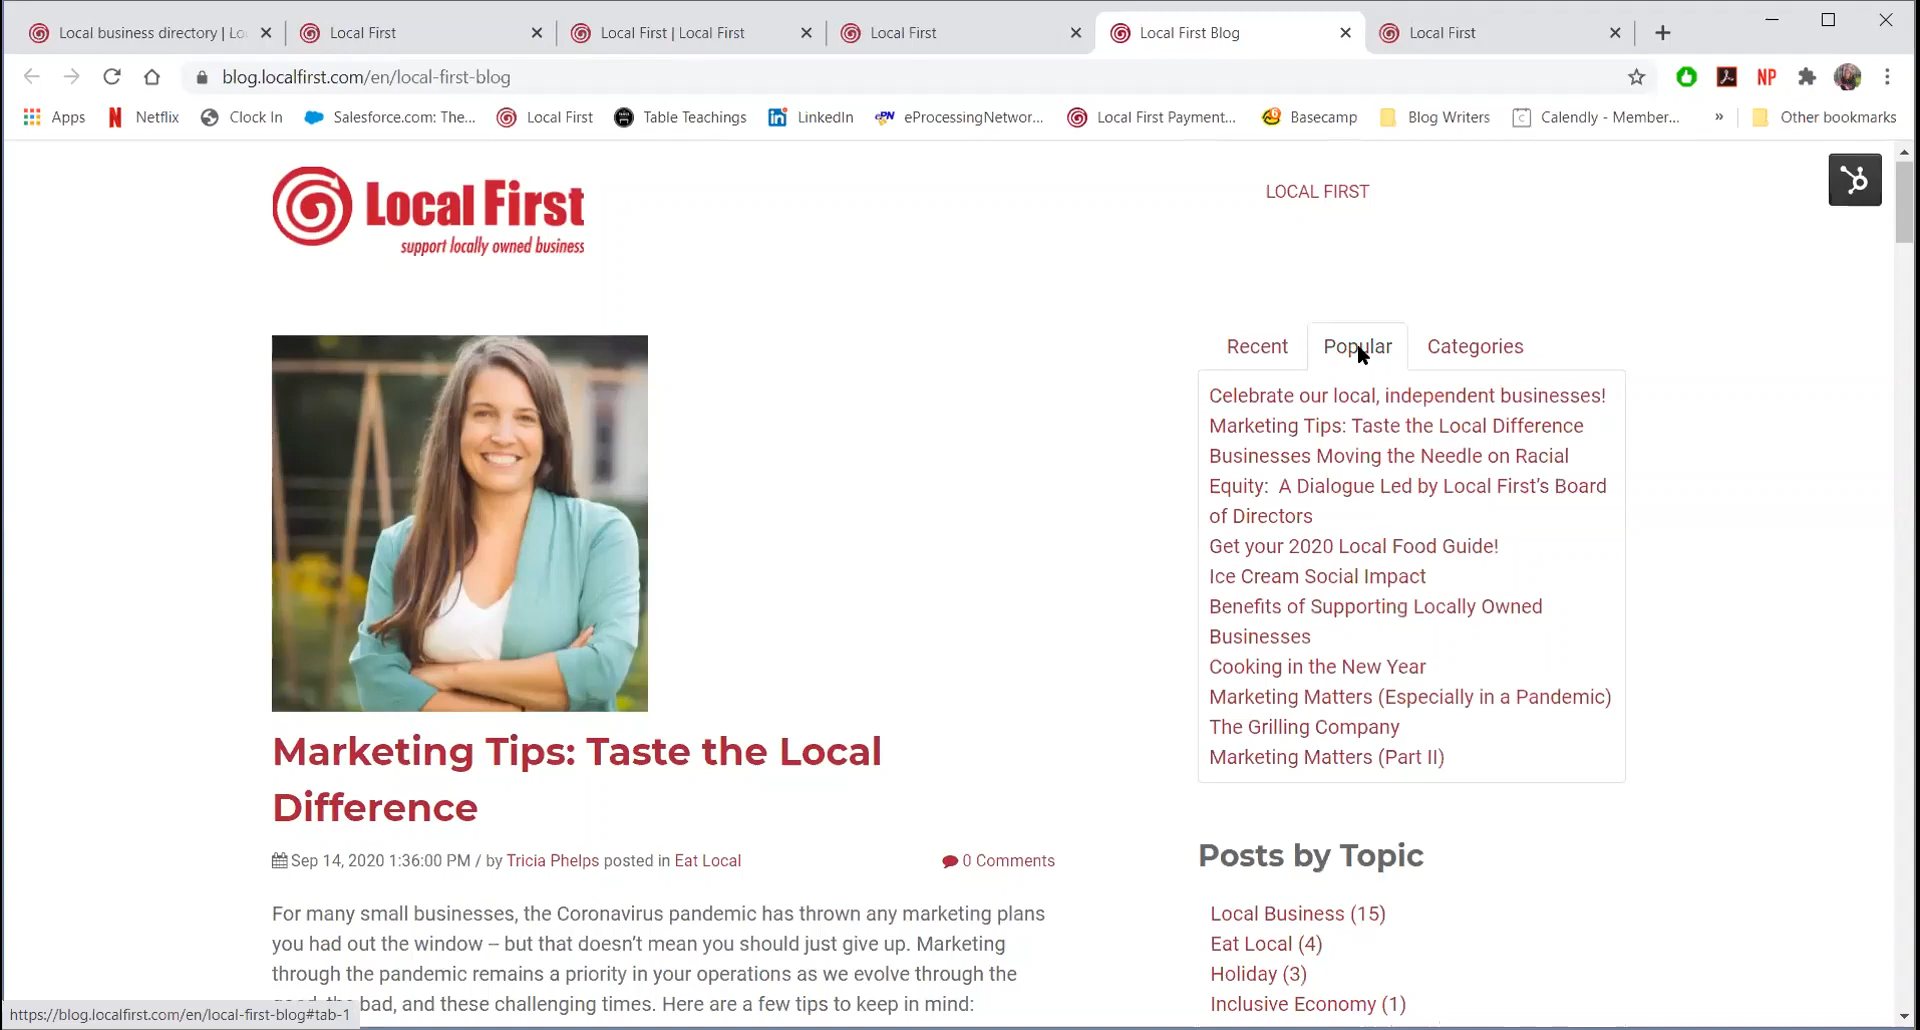 Local business directory | Lo
Local First
Local First | Local First
Local First
Local First Blog
Local First
blog.localfirst.com/en/local-first-blog
NP
Apps
Netflix
Clock In
Salesforce.com: The...
Local First
Table Teachings
LinkedIn
ePN
eProcessingNetwor...
Local First Payment...
Basecamp
Blog Writers
Calendly - Member...
»
Other bookmarks
Local First
support locally owned business
LOCAL FIRST
Recent
Popular
Categories
Celebrate our local, independent businesses!
Marketing Tips: Taste the Local Difference
Businesses Moving the Needle on Racial
Equity: A Dialogue Led by Local First's Board
of Directors
Get your 2020 Local Food Guide!
Ice Cream Social Impact
Benefits of Supporting Locally Owned
Businesses
Cooking in the New Year
Marketing Matters (Especially in a Pandemic)
The Grilling Company
Marketing Matters (Part II)
Marketing Tips: Taste the Local
Difference
Sep 14, 2020 1:36:00 PM / by Tricia Phelps posted in Eat Local
0 Comments
For many small businesses, the Coronavirus pandemic has thrown any marketing plans
you had out the window – but that doesn't mean you should just give up. Marketing
through the pandemic remains a priority in your operations as we evolve through the
good, the bad, and these challenging times. Here are a few tips to keep in mind:
Posts by Topic
Local Business (15)
Eat Local (4)
Holiday (3)
Inclusive Economy (1)
https://blog.localfirst.com/en/local-first-blog#tab-1